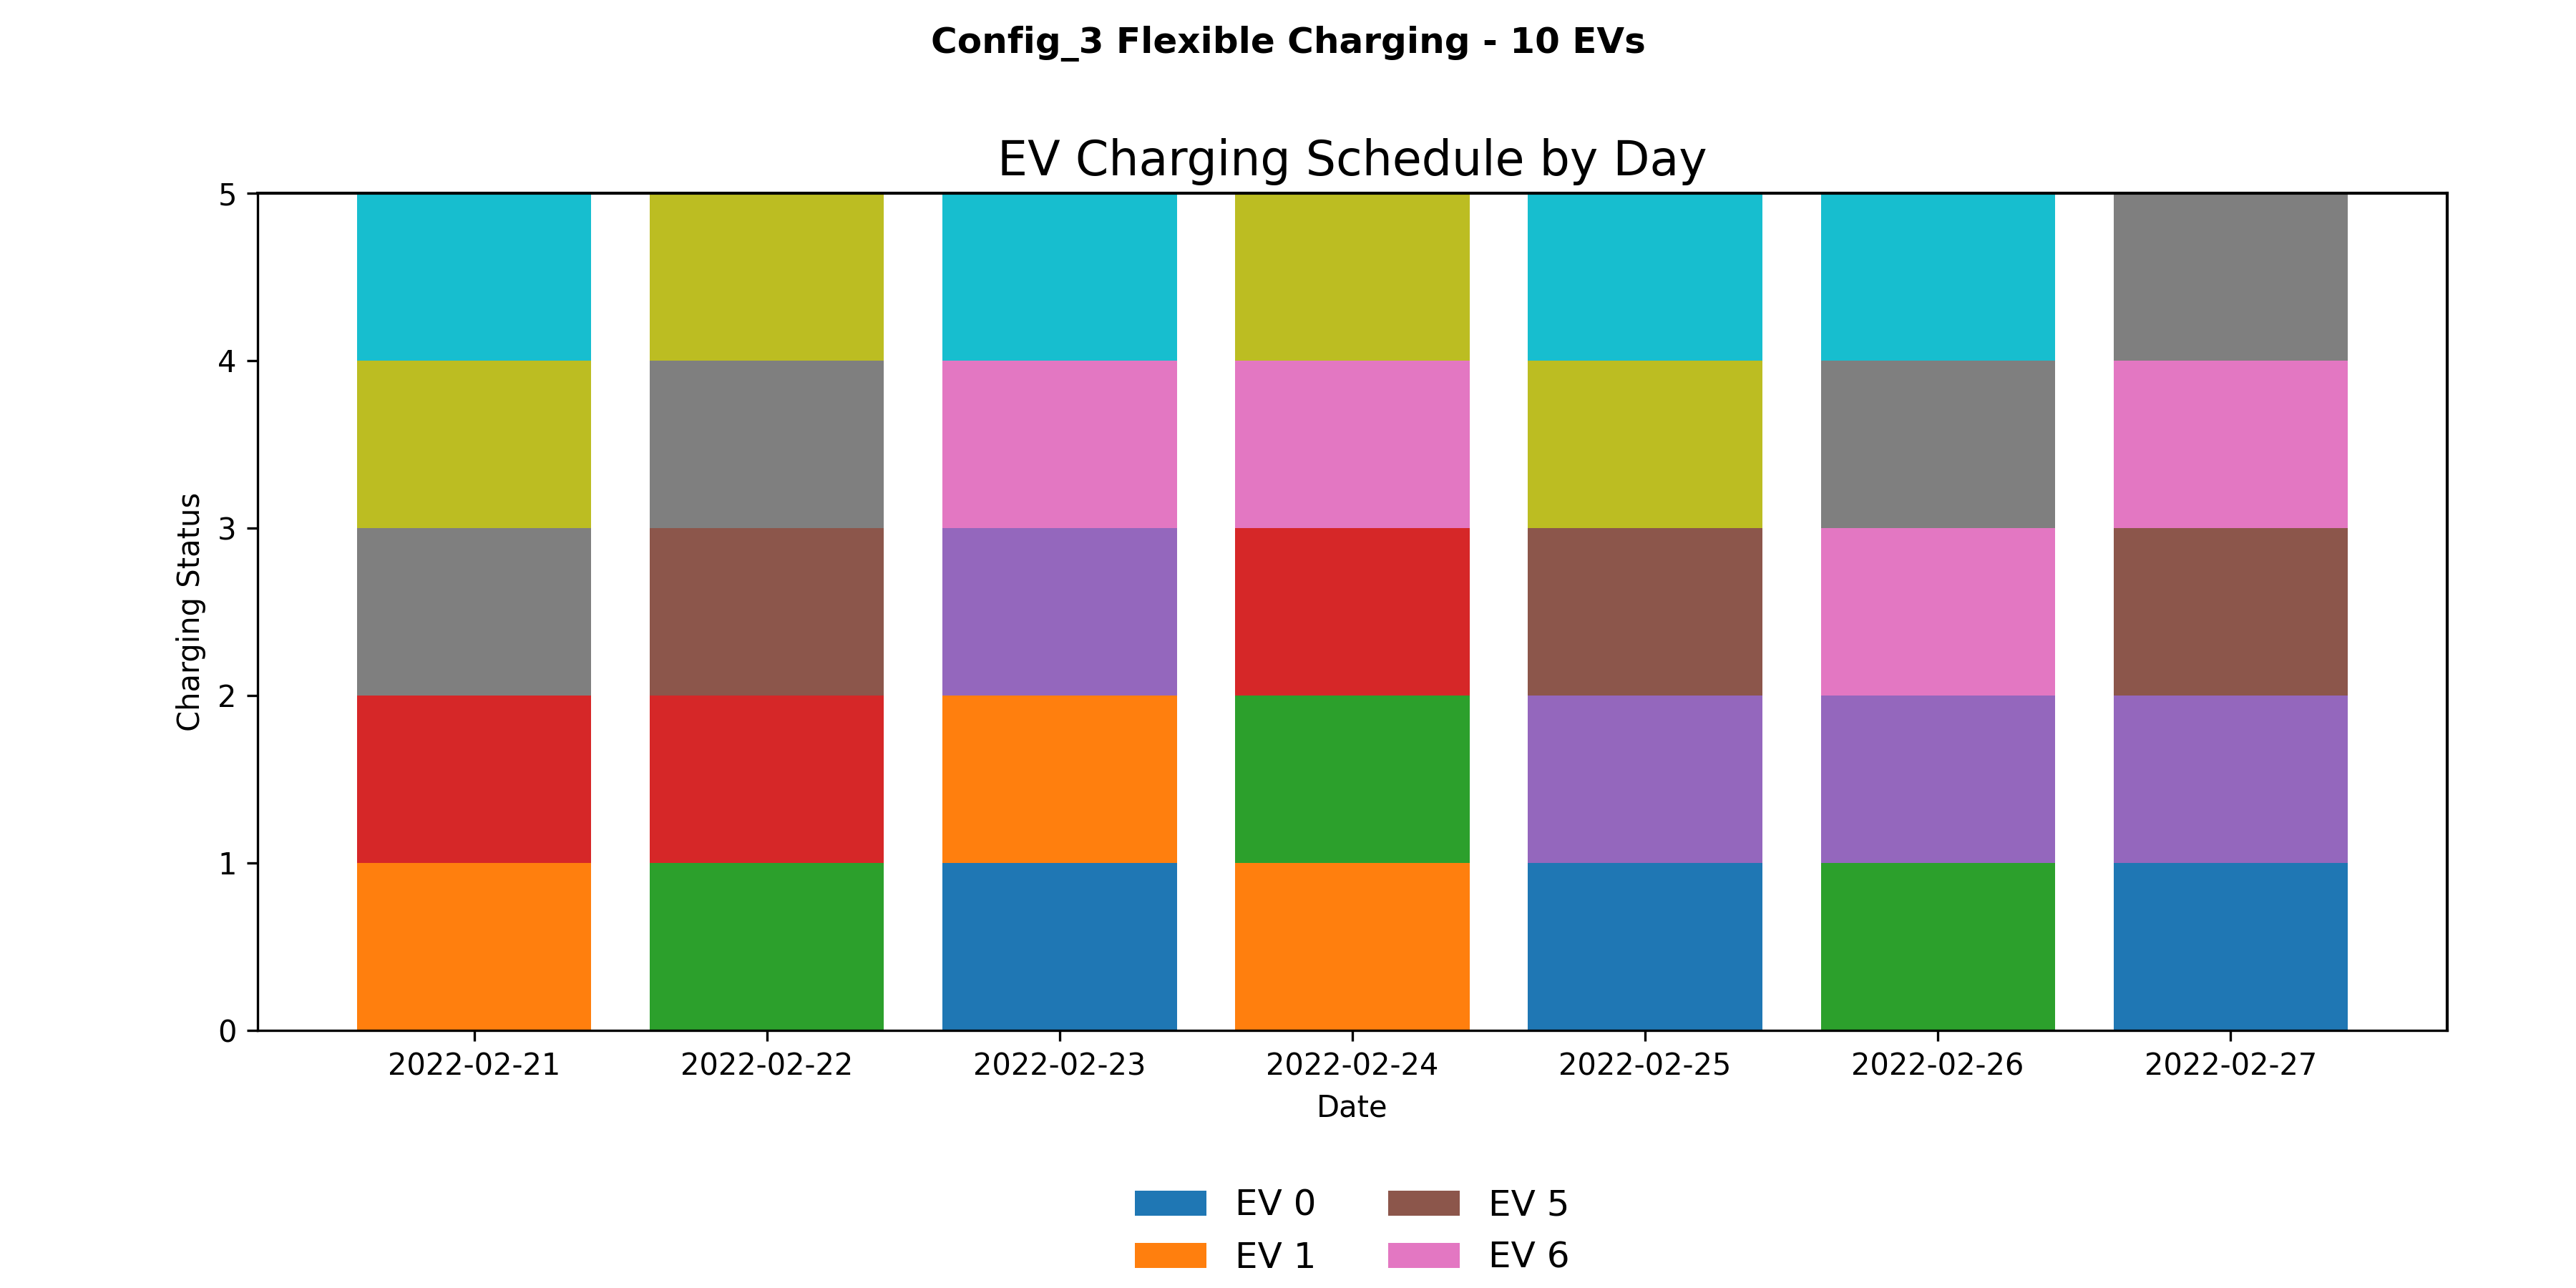 Config_3 Flexible Charging - 10 EVs
EV Charging Schedule by Day
Charging Status
5
4
3
2
1
0
2022-02-21 2022-02-22 2022-02-23 2022-02-24 2022-02-25 2022-02-26 2022-02-27
Date
EV 0 EV 5
EV 1 EV 6